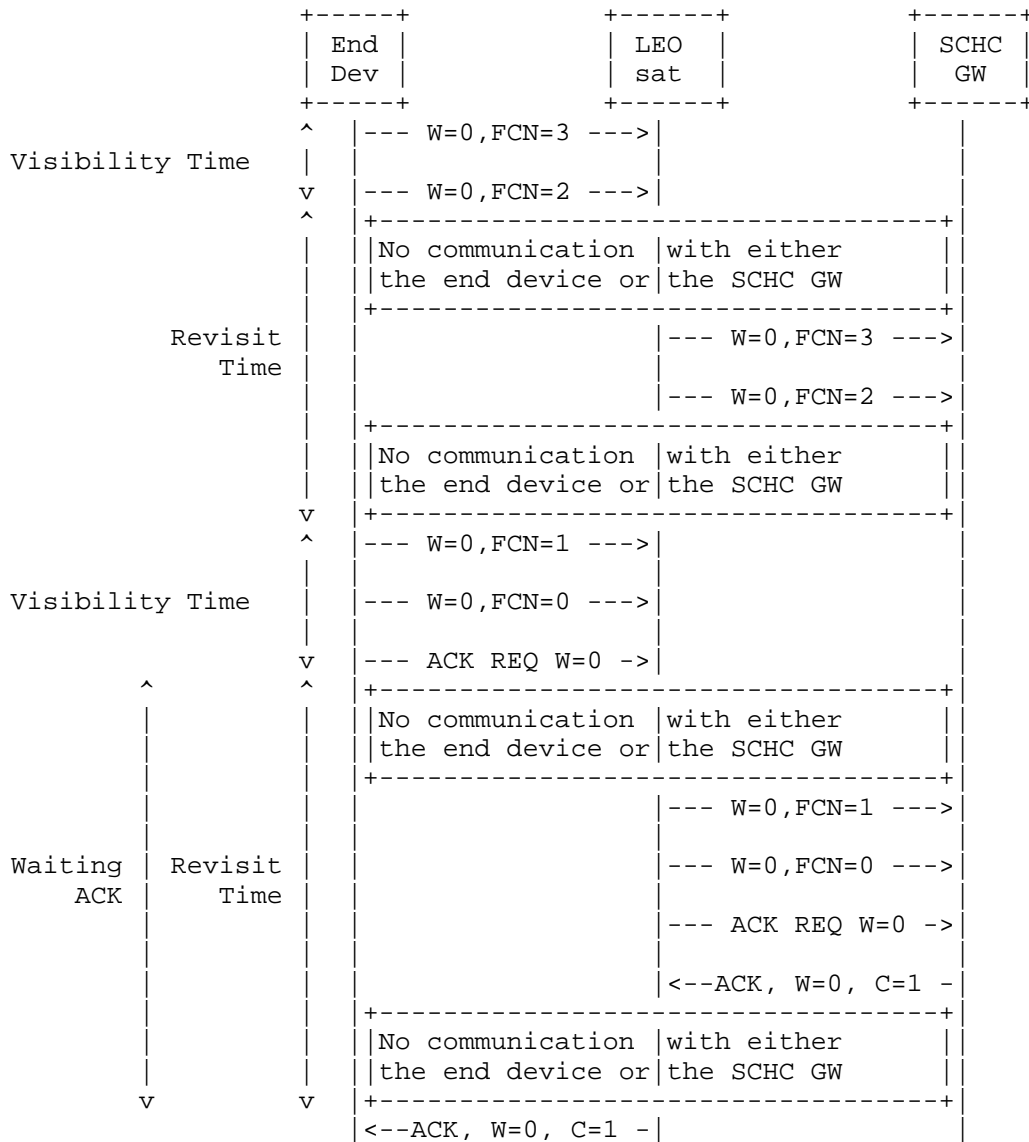 End LEO SCHC
Dev sat GW
--- W=0,FCN=3 --->
Visibility Time
--- W=0,FCN=2 --->
No communication with either
the end device or the SCHC GW
Revisit --- W=0,FCN=3 --->
Time
--- W=0,FCN=2 --->
No communication with either
the end device or the SCHC GW
--- W=0,FCN=1 --->
Visibility Time --- W=0,FCN=0 --->
--- ACK REQ W=0 ->
No communication with either
the end device or the SCHC GW
--- W=0,FCN=1 --->
Waiting Revisit --- W=0,FCN=0 --->
ACK Time
--- ACK REQ W=0 ->
<--ACK, W=0, C=1 -
No communication with either
the end device or the SCHC GW
<--ACK, W=0, C=1 -